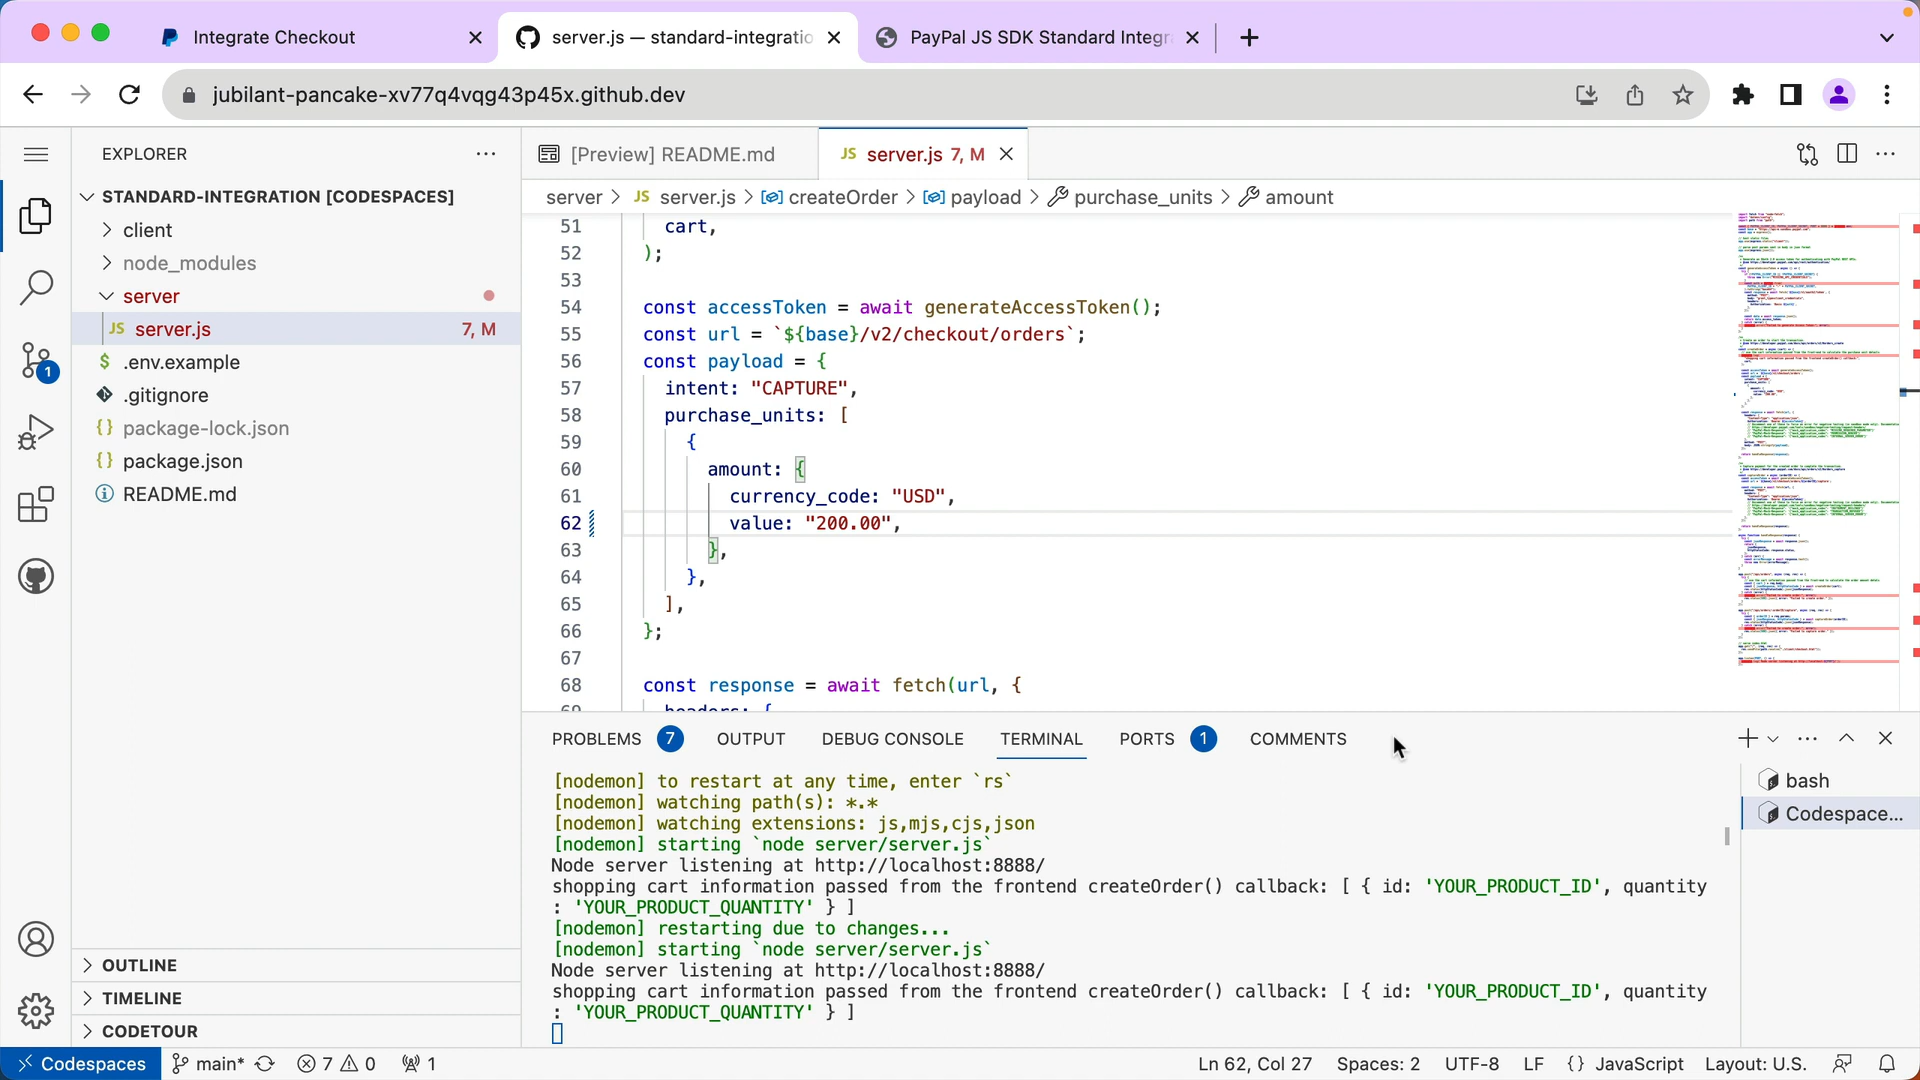 Integrate Checkout
server.js — standard-integratio
PayPal JS SDK Standard Integr
jubilant-pancake-xv77q4vqg43p45x.github.dev
EXPLORER
STANDARD-INTEGRATION [CODESPACES]
client
node_modules
server
JS server.js 7, M
$ .env.example
.gitignore
{} package-lock.json
{} package.json
README.md
1
OUTLINE
TIMELINE
CODETOUR
[Preview] README.md
JS server.js 7, M
server > JS server.js > createOrder > payload > purchase_units > amount
51 cart,
52 );
53
54 const accessToken = await generateAccessToken();
55 const url = `${base}/v2/checkout/orders`;
56 const payload = {
57 intent: "CAPTURE",
58 purchase_units: [
59 {
60 amount: {
61 currency_code: "USD",
62 value: "200.00",
63 },
64 },
65 ],
66 };
67
68 const response = await fetch(url, {
69 headers: {
PROBLEMS 7 OUTPUT DEBUG CONSOLE TERMINAL PORTS 1 COMMENTS
[nodemon] to restart at any time, enter `rs`
[nodemon] watching path(s): *.*
[nodemon] watching extensions: js,mjs,cjs,json
[nodemon] starting `node server/server.js`
Node server listening at http://localhost:8888/
shopping cart information passed from the frontend createOrder() callback: [ { id: 'YOUR_PRODUCT_ID', quantity
: 'YOUR_PRODUCT_QUANTITY' } ]
[nodemon] restarting due to changes...
[nodemon] starting `node server/server.js`
Node server listening at http://localhost:8888/
shopping cart information passed from the frontend createOrder() callback: [ { id: 'YOUR_PRODUCT_ID', quantity
: 'YOUR_PRODUCT_QUANTITY' } ]
bash
Codespace...
Codespaces main* 7 0 1 Ln 62, Col 27 Spaces: 2 UTF-8 LF {} JavaScript Layout: U.S.